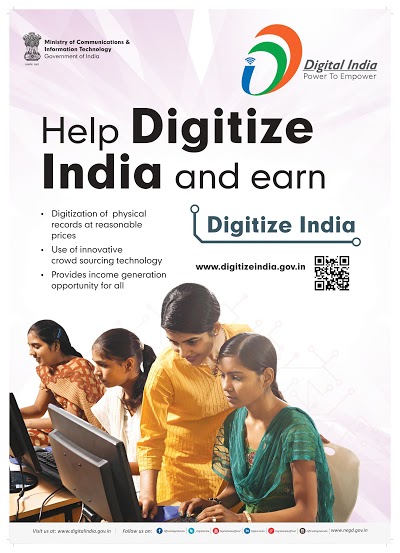 Ministry of Communications &
Information Technology
Government of India
Digital India
Power To Empower
Help Digitize
India and earn
• Digitization of physical
records at reasonable
prices
• Use of innovative
crowd sourcing technology
• Provides income generation
opportunity for all
Digitize India
www.digitizeindia.gov.in
Visit us at: www.digitalindia.gov.in
Follow us on:
www.negd.gov.in